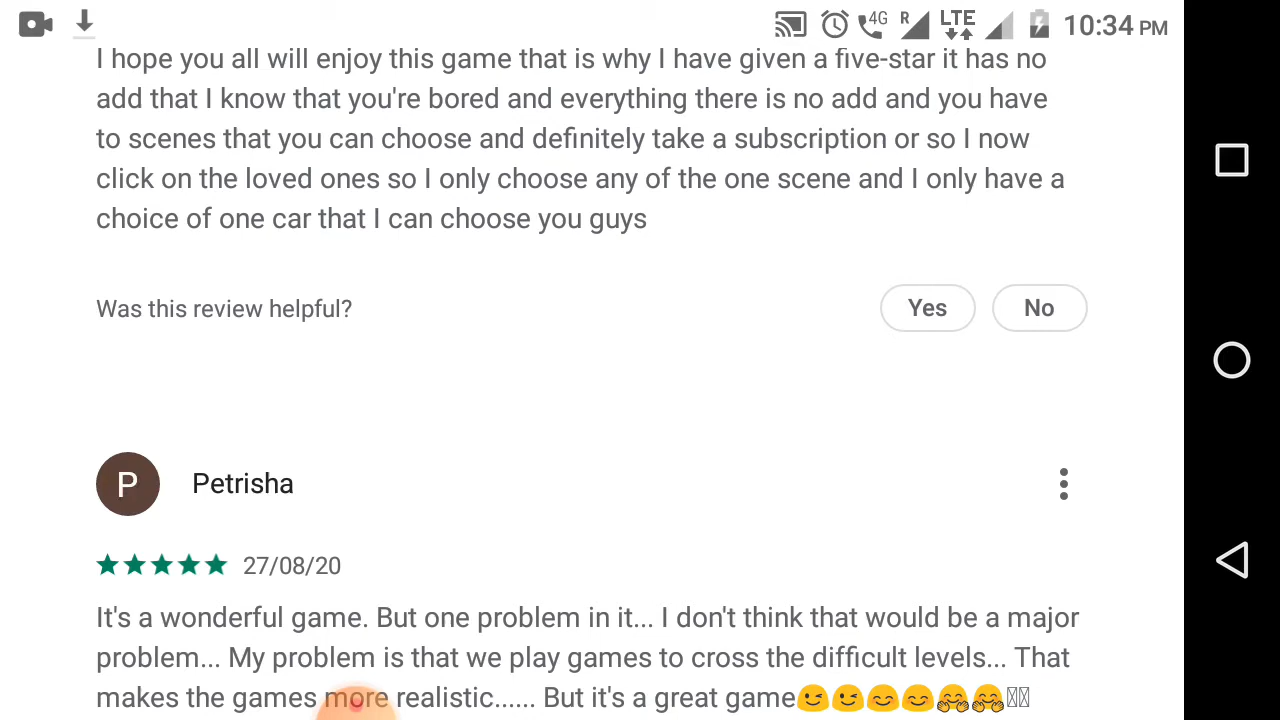 4G R LTE 10:34 PM
I hope you all will enjoy this game that is why I have given a five-star it has no
add that I know that you're bored and everything there is no add and you have
to scenes that you can choose and definitely take a subscription or so I now
click on the loved ones so I only choose any of the one scene and I only have a
choice of one car that I can choose you guys
Was this review helpful? Yes No
P Petrisha
27/08/20
It's a wonderful game. But one problem in it... I don't think that would be a major
problem... My problem is that we play games to cross the difficult levels... That
makes the games more realistic...... But it's a great game😉😉😊😊🤗🤗